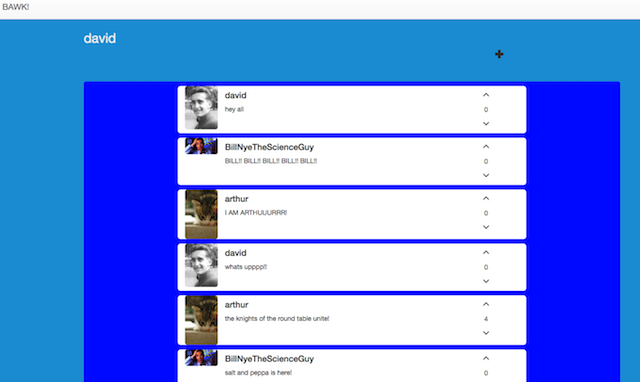 BAWK!
david
david
hey all
0
BillNyeTheScienceGuy
BILL!! BILL!! BILL!! BILL!! BILL!!
0
arthur
I AM ARTHUUURRR!
0
david
whats upppp!!
0
arthur
the knights of the round table unite!
4
BillNyeTheScienceGuy
salt and peppa is here!
0